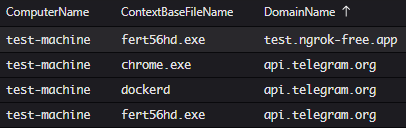 ComputerName ContextBaseFileName DomainName ↑
test-machine fert56hd.exe test.ngrok-free.app
test-machine chrome.exe api.telegram.org
test-machine dockerd api.telegram.org
test-machine fert56hd.exe api.telegram.org